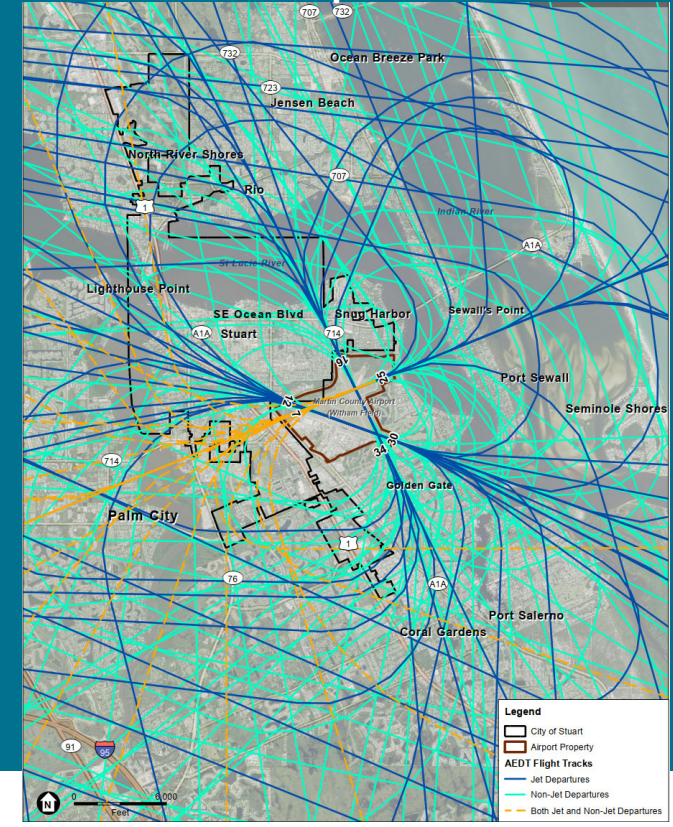 707
732
732
Ocean Breeze Park
723
Jensen Beach
North River Shores
707
Rio
1
Indian River
A1A
St Lucie River
Lighthouse Point
SE Ocean Blvd
Snug Harbor
Sewall's Point
A1A
Stuart
714
16
25
Port Sewall
12
7
Martin County Airport
(Witham Field)
Seminole Shores
30
34
714
Golden Gate
Palm City
1
76
A1A
Port Salerno
Coral Gardens
Legend
City of Stuart
Airport Property
AEDT Flight Tracks
Jet Departures
Non-Jet Departures
Both Jet and Non-Jet Departures
91
95
N
0
6,000
Feet